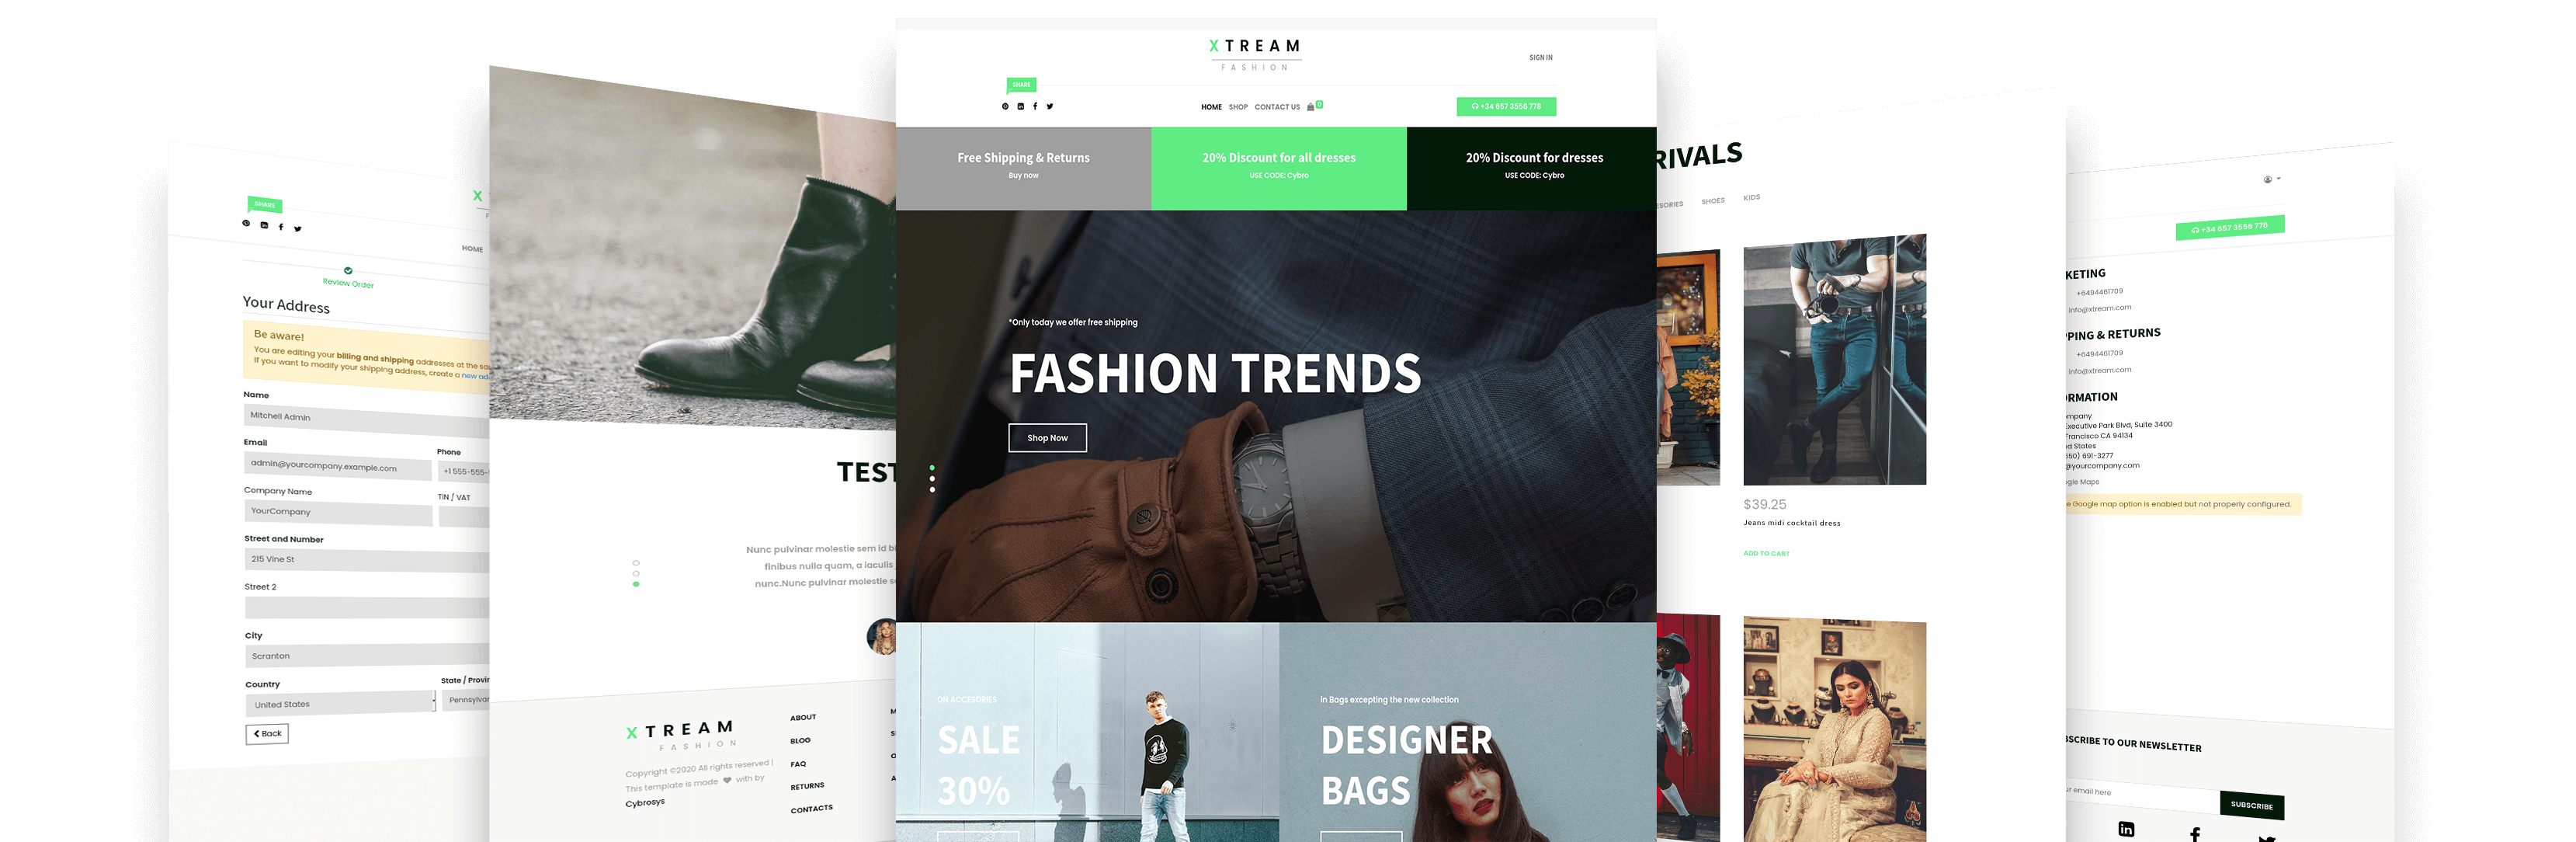 SHARE
X
HOME
Review Order
Your Address
Be aware!
You are editing your billing and shipping addresses at the
If you want to modify your shipping address, create a new
Name
Mitchell Admin
Email
Phone
admin@yourcompany.example.com
+1 555-555-
Company Name
TIN / VAT
YourCompany
Street and Number
215 Vine St
Street 2
City
Scranton
Country
State /
United States
Back
Nunc pulvinar molestie sem id
finibus nulla quam, a iaculis
nunc.Nunc pulvinar molestie
XTREAM
FASHION
Copyright ©2020 All rights reserved |
This template is made with by
Cybrosys
ABOUT
BLOG
FAQ
RETURNS
CONTACTS
XTREAM
FASHION
SIGN IN
SHARE
HOME SHOP CONTACT US 0
+34 657 3556 778
Free Shipping & Returns
Buy now
20% Discount for all dresses
USE CODE: Cybro
20% Discount for dresses
USE CODE: Cybro
*Only today we offer free shipping
FASHION TRENDS
Shop Now
ON ACCESORIES
SALE
30%
in Bags excepting the new collection
DESIGNER
BAGS
RIVALS
SORIES SHOES KIDS
$39.25
Jeans midi cocktail dress
ADD TO CART
+34 657 3556 778
KETING
+6494461709
info@xtream.com
PING & RETURNS
+6494461709
info@xtream.com
RMATION
mpany
Executive Park Blvd, Suite 3400
Francisco CA 94134
States
691-3277
@yourcompany.com
gle Maps
Google map option is enabled but not properly configured.
SCRIBE TO OUR NEWSLETTER
email here
SUBSCRIBE